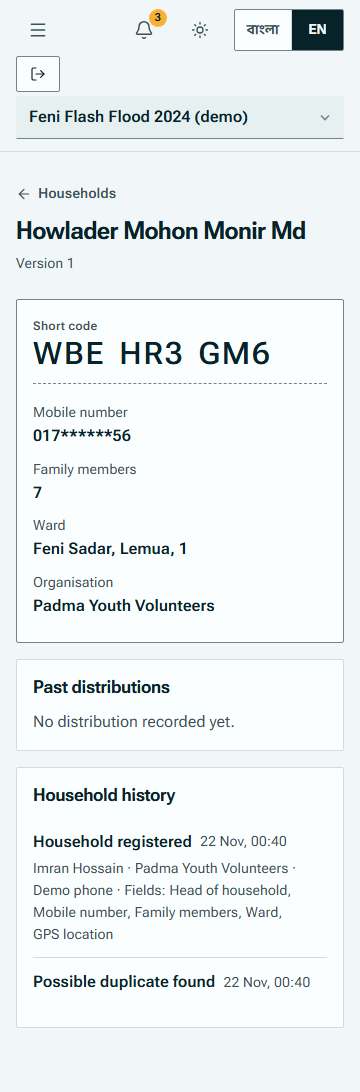 3
বাংলা
EN
Feni Flash Flood 2024 (demo)
Households
Howlader Mohon Monir Md
Version 1
Short code
WBE HR3 GM6
Mobile number
017******56
Family members
7
Ward
Feni Sadar, Lemua, 1
Organisation
Padma Youth Volunteers
Past distributions
No distribution recorded yet.
Household history
Household registered 22 Nov, 00:40
Imran Hossain · Padma Youth Volunteers ·
Demo phone · Fields: Head of household,
Mobile number, Family members, Ward,
GPS location
Possible duplicate found 22 Nov, 00:40